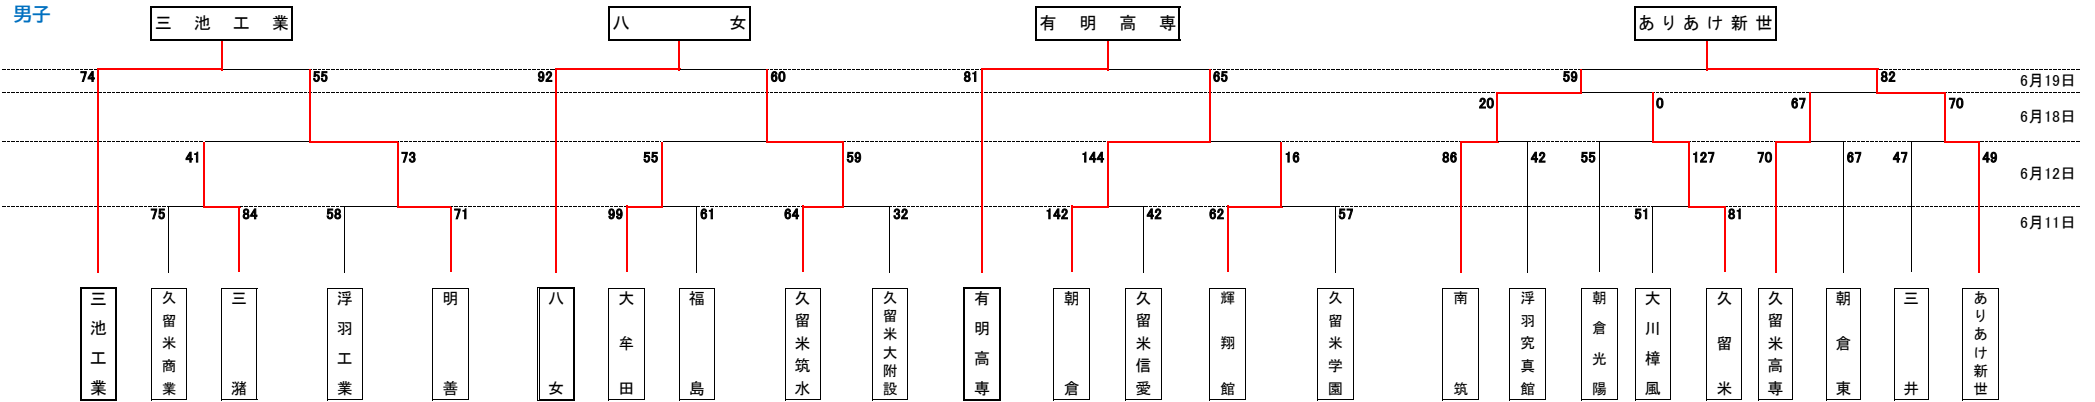 男子
三池工業 八女 有明高専 ありあけ新世
74 55 92 60 81 65 59 82 6月19日
20 0 67 70 6月18日
41 73 55 59 144 16 86 42 55 127 70 67 47 49 6月12日
75 84 58 71 99 61 64 32 142 42 62 57 51 81 6月11日
三池工業
久留米商業
三潴
浮羽工業
明善
八女
大牟田
福島
久留米筑水
久留米大附設
有明高専
朝倉
久留米信愛
輝翔館
久留米学園
南筑
浮羽究真館
朝倉光陽
大川樟風
久留米
久留米高専
朝倉東
三井
ありあけ新世